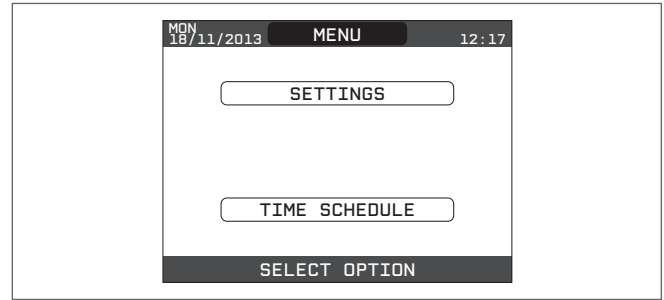 MON
18/11/2013 MENU 12:17
SETTINGS
TIME SCHEDULE
SELECT OPTION